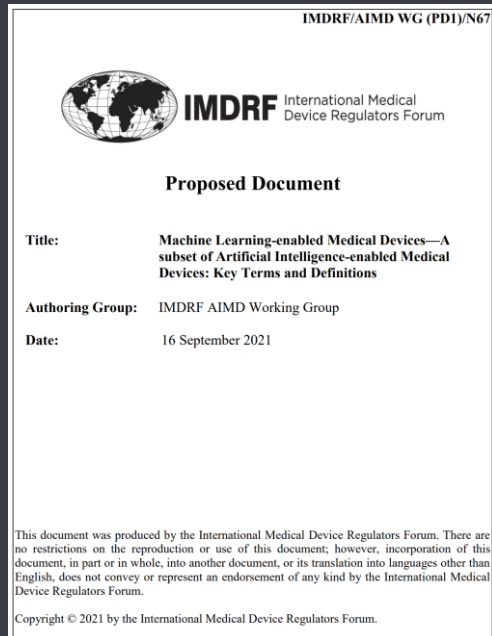 IMDRF/AIMD WG (PD1)/N67
IMDRF International Medical
Device Regulators Forum
Proposed Document
Title: Machine Learning-enabled Medical Devices—A
subset of Artificial Intelligence-enabled Medical
Devices: Key Terms and Definitions
Authoring Group: IMDRF AIMD Working Group
Date: 16 September 2021
This document was produced by the International Medical Device Regulators Forum. There are
no restrictions on the reproduction or use of this document; however, incorporation of this
document, in part or in whole, into another document, or its translation into languages other than
English, does not convey or represent an endorsement of any kind by the International Medical
Device Regulators Forum.
Copyright © 2021 by the International Medical Device Regulators Forum.